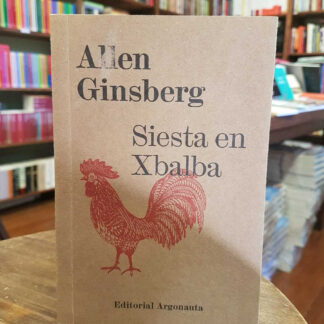 Allen
Ginsberg
Siesta en
Xbalba
Editorial Argonauta